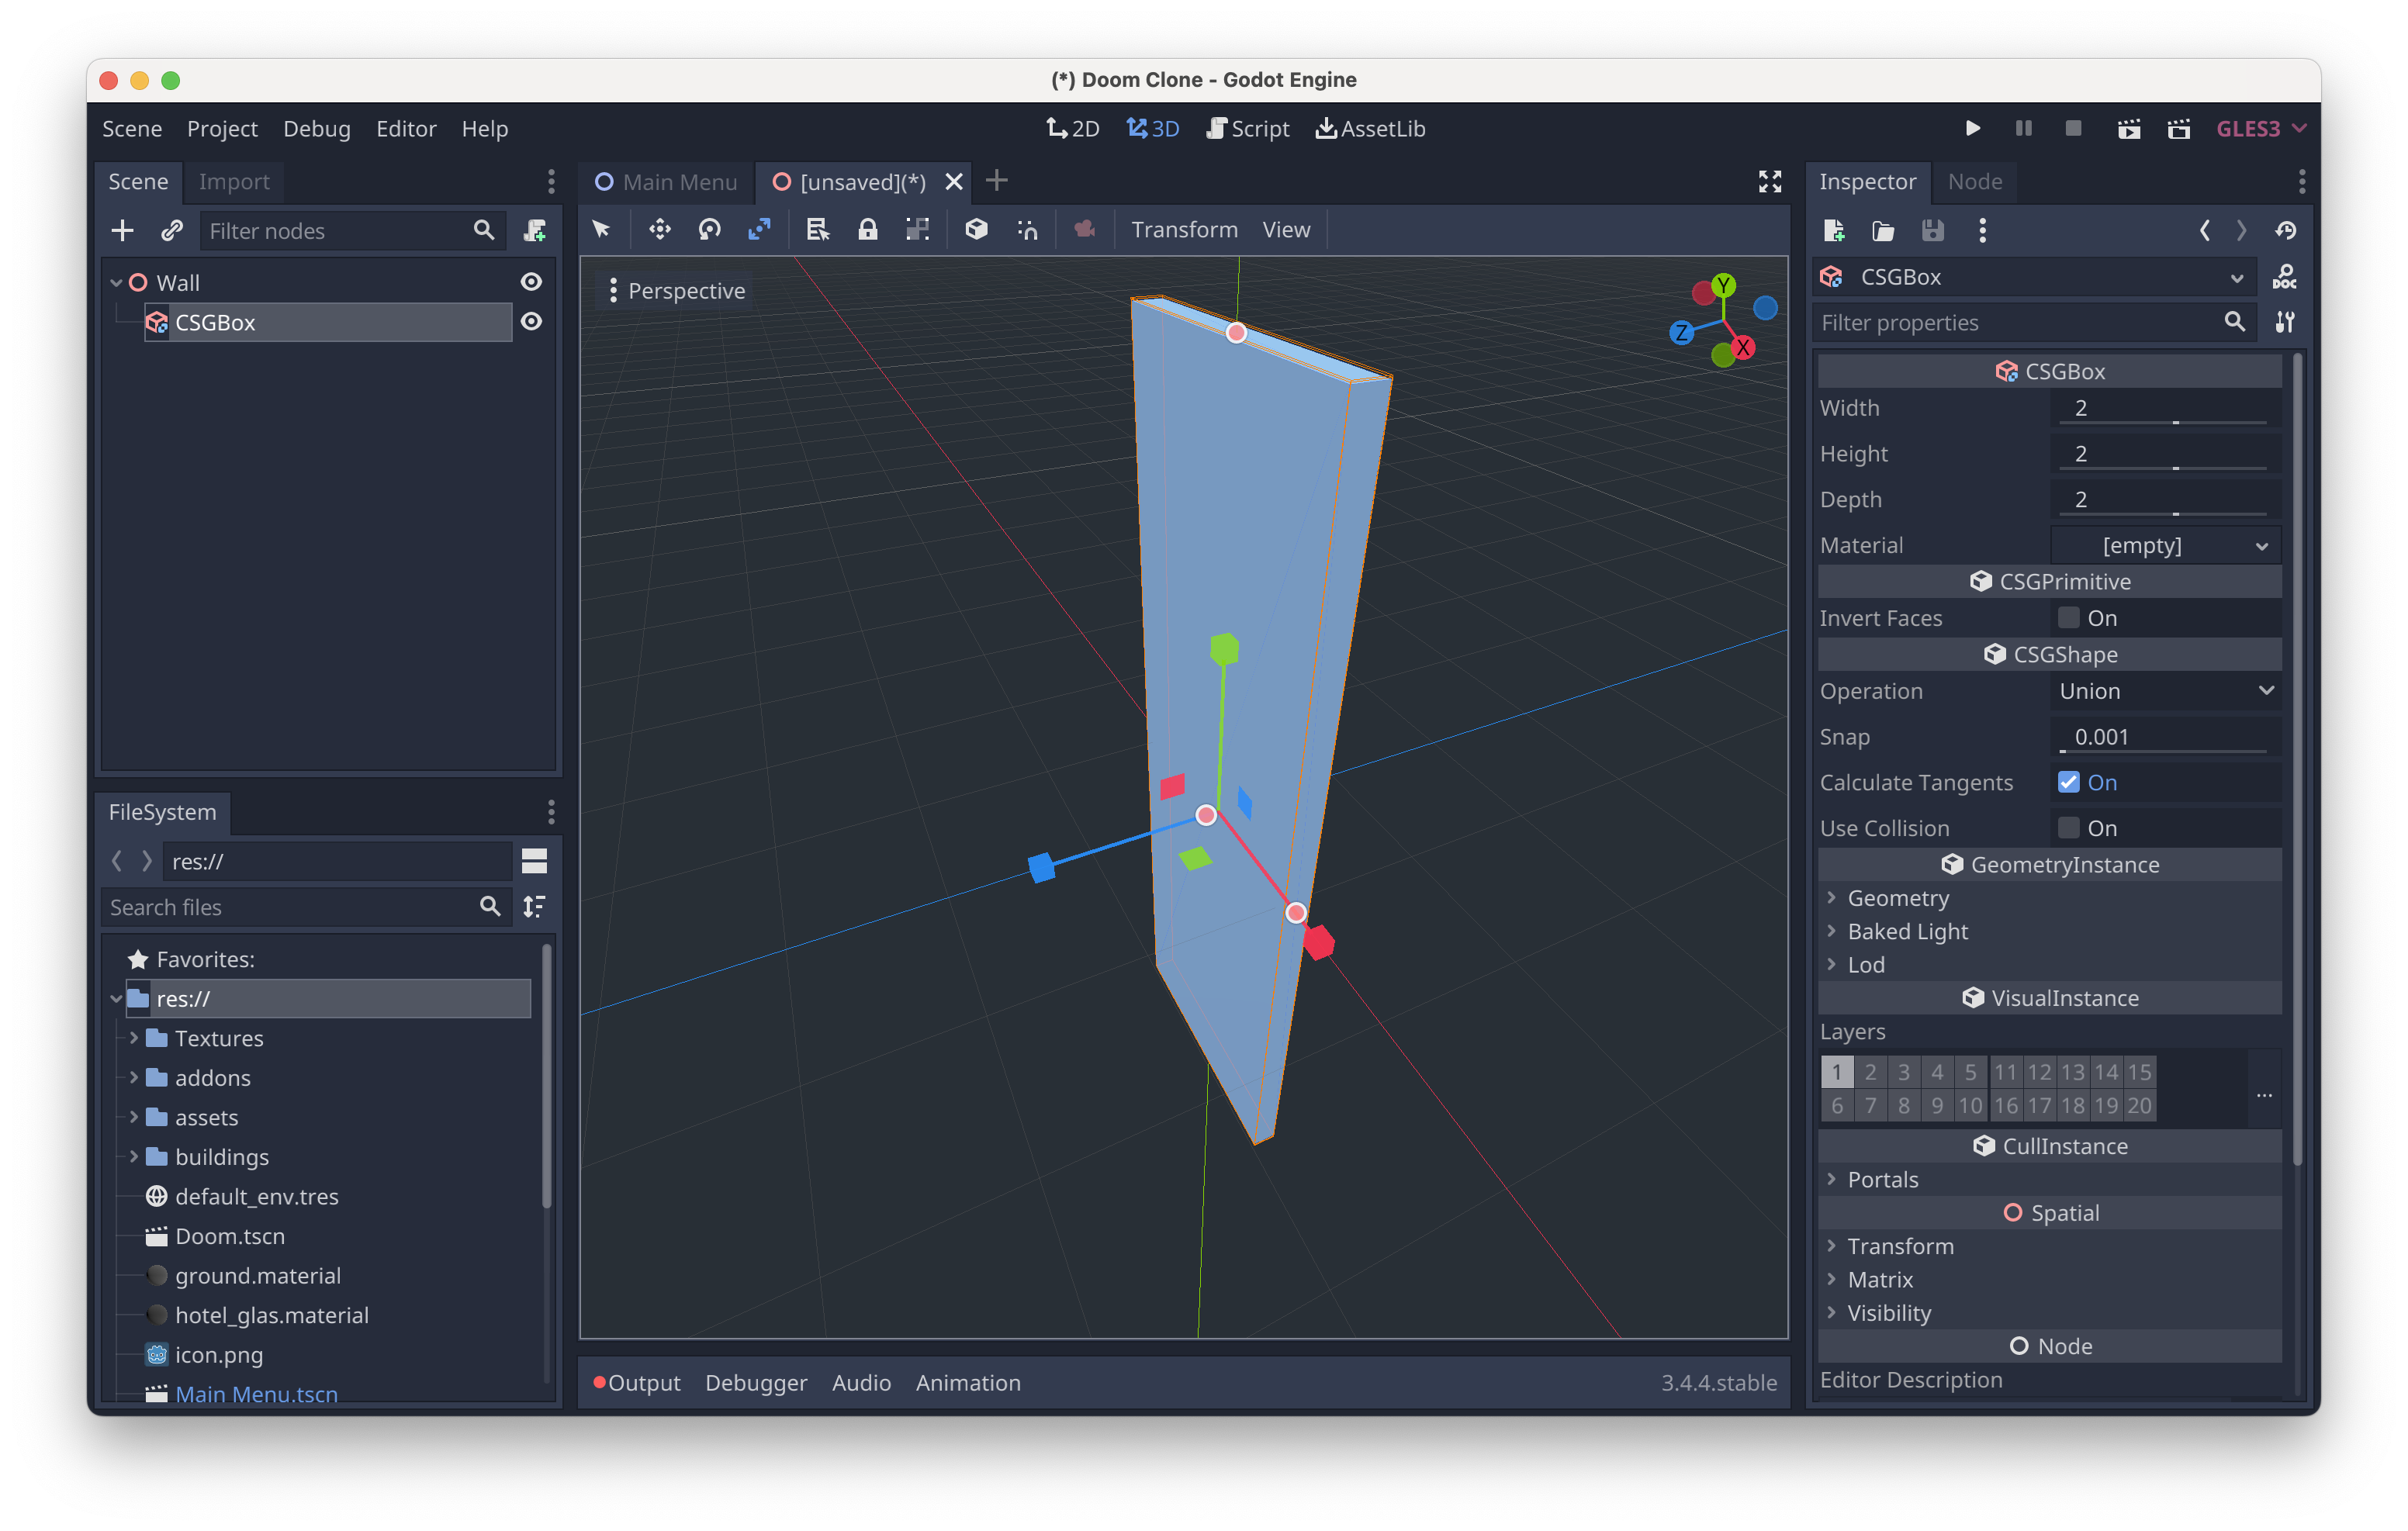 (*) Doom Clone - Godot Engine
Scene Project Debug Editor Help
2D 3D Script AssetLib
GLES3
Scene Import
Filter nodes
Wall
CSGBox
FileSystem
res://
Search files
Favorites:
res://
Textures
addons
assets
buildings
default_env.tres
Doom.tscn
ground.material
hotel_glas.material
icon.png
Main Menu.tscn
Main Menu [unsaved](*)
Transform View
Perspective
Y
Z
X
Output Debugger Audio Animation 3.4.4.stable
Inspector Node
CSGBox
DOC
Filter properties
CSGBox
Width 2
Height 2
Depth 2
Material [empty]
CSGPrimitive
Invert Faces On
CSGShape
Operation Union
Snap 0.001
Calculate Tangents On
Use Collision On
GeometryInstance
Geometry
Baked Light
Lod
VisualInstance
Layers
1 2 3 4 5 11 12 13 14 15
6 7 8 9 10 16 17 18 19 20
...
CullInstance
Portals
Spatial
Transform
Matrix
Visibility
Node
Editor Description